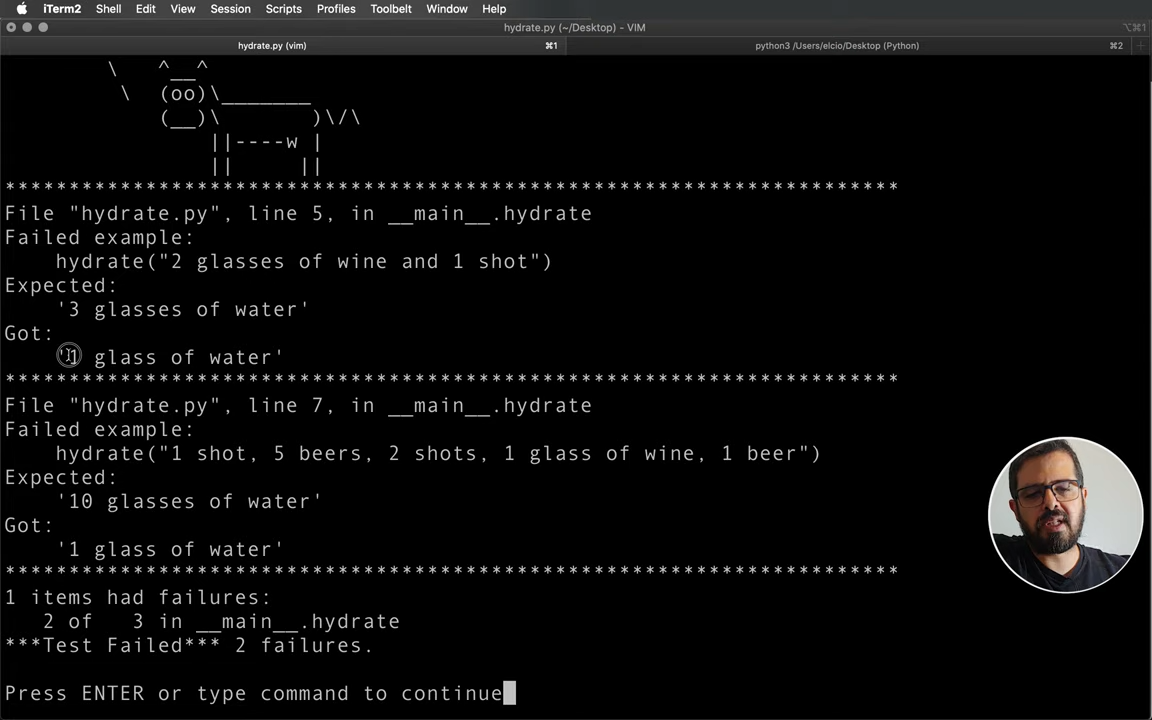 iTerm2 Shell Edit View Session Scripts Profiles Toolbelt Window Help
hydrate.py (~/Desktop) - VIM ⌥⌘1
hydrate.py (vim) ⌘1 python3 /Users/elcio/Desktop (Python) ⌘2
\   ^__^
 \  (oo)\_______
    (__)\       )\/\
        ||----w |
        ||     ||
**********************************************************************
File "hydrate.py", line 5, in __main__.hydrate
Failed example:
    hydrate("2 glasses of wine and 1 shot")
Expected:
    '3 glasses of water'
Got:
    '1 glass of water'
**********************************************************************
File "hydrate.py", line 7, in __main__.hydrate
Failed example:
    hydrate("1 shot, 5 beers, 2 shots, 1 glass of wine, 1 beer")
Expected:
    '10 glasses of water'
Got:
    '1 glass of water'
**********************************************************************
1 items had failures:
   2 of   3 in __main__.hydrate
***Test Failed*** 2 failures.
Press ENTER or type command to continue